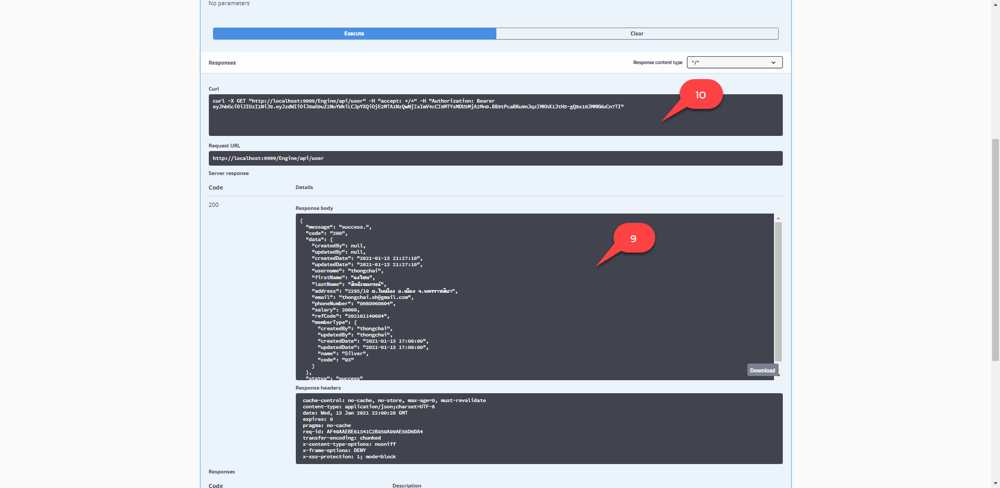 No parameters
Execute
Clear
Responses
Response content type
*/*
Curl
10
curl -X GET "http://localhost:9999/Engine/api/user" -H "accept: */*" -H "Authorization: Bearer
eyJhbGciOiJIUzI1NiJ9.eyJzdWIiOiJ0aG9uZ2NoYWkiLCJpYXQiOjE2MTA1NzQwNjIsImV4cCI6MTYxMDU5MjA2Mn0.BB9tPcaBKu9nJqzIMKhX1JtH5-gQ9x16JMMKWuCn7TI"
Request URL
http://localhost:9999/Engine/api/user
Server response
Code
Details
200
Response body
9
{
"message": "success.",
"code": "200",
"data": {
"createdBy": null,
"updatedBy": null,
"createdDate": "2021-01-13 21:27:10",
"updatedDate": "2021-01-13 21:27:10",
"username": "thongchai",
"firstName": "ธงไชย",
"lastName": "สิทธิเขตกรณ์",
"address": "2295/10 ต.ในเมือง อ.เมือง จ.นครราชสีมา",
"email": "thongchai.sh@gmail.com",
"phoneNumber": "0980960604",
"salary": 20000,
"refCode": "202101140604",
"memberType": {
"createdBy": "thongchai",
"updatedBy": "thongchai",
"createdDate": "2021-01-13 17:00:00",
"updatedDate": "2021-01-13 17:00:00",
"name": "Silver",
"code": "03"
}
},
"status": "success"
Download
Response headers
cache-control: no-cache, no-store, max-age=0, must-revalidate
content-type: application/json;charset=UTF-8
date: Wed, 13 Jan 2021 22:00:28 GMT
expires: 0
pragma: no-cache
req-id: AF40AAEBE81341C2B050A09AE58D6DA4
transfer-encoding: chunked
x-content-type-options: nosniff
x-frame-options: DENY
x-xss-protection: 1; mode=block
Responses
Code
Description